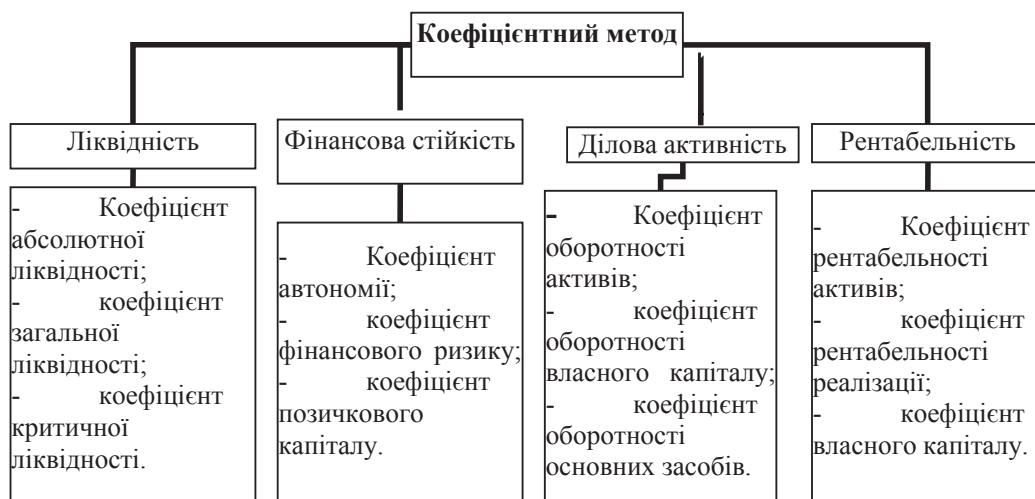 Коефіцієнтний метод
Ліквідність
- Коефіцієнт
абсолютної
ліквідності;
- коефіцієнт
загальної
ліквідності;
- коефіцієнт
критичної
ліквідності.
Фінансова стійкість
- Коефіцієнт
автономії;
- коефіцієнт
фінансового ризику;
- коефіцієнт
позичкового
капіталу.
Ділова активність
- Коефіцієнт
оборотності
активів;
- коефіцієнт
оборотності
власного капіталу;
- коефіцієнт
оборотності
основних засобів.
Рентабельність
- Коефіцієнт
рентабельності
активів;
- коефіцієнт
рентабельності
реалізації;
- коефіцієнт
власного капіталу.